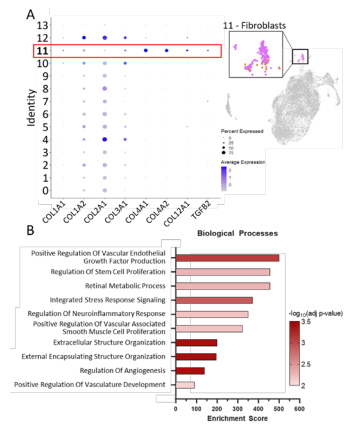 A
11 - Fibroblasts
13
12
11
10
9
8
7
6
5
4
3
2
1
0
Identity
COL1A1
COL1A2
COL2A1
COL3A1
COL4A1
COL4A2
COL12A1
TGFB2
Percent Expressed
0
25
50
75
Average Expression
2
1
0
B
Biological Processes
Positive Regulation Of Vascular Endothelial
Growth Factor Production
Regulation Of Stem Cell Proliferation
Retinal Metabolic Process
Integrated Stress Response Signaling
Regulation Of Neuroinflammatory Response
Positive Regulation Of Vascular Associated
Smooth Muscle Cell Proliferation
Extracellular Structure Organization
External Encapsulating Structure Organization
Regulation Of Angiogenesis
Positive Regulation Of Vasculature Development
0 100 200 300 400 500 600
Enrichment Score
-log10(adj p-value)
3.5
3
2.5
2